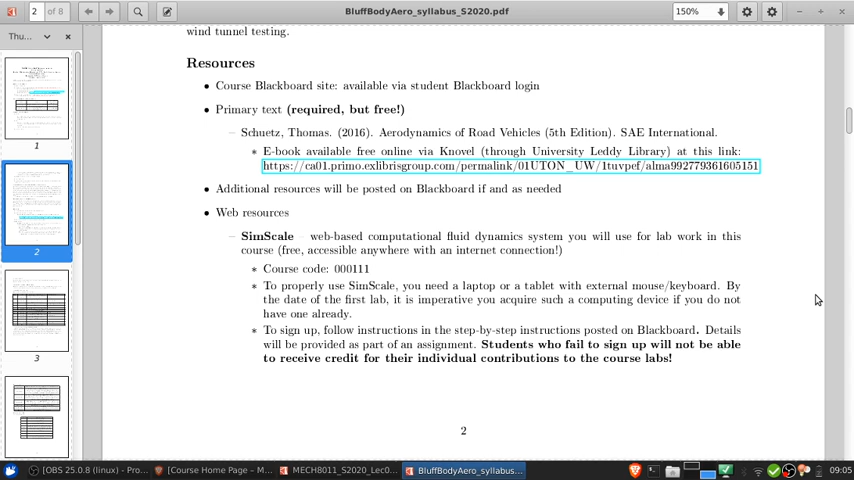 2 of 8
BluffBodyAero_syllabus_S2020.pdf
150%
Thu...
wind tunnel testing.
Resources
• Course Blackboard site: available via student Blackboard login
• Primary text (required, but free!)
– Schuetz, Thomas. (2016). Aerodynamics of Road Vehicles (5th Edition). SAE International.
∗ E-book available free online via Knovel (through University Leddy Library) at this link:
https://ca01.primo.exlibrisgroup.com/permalink/01UTON_UW/1tuvpef/alma992779361605151
• Additional resources will be posted on Blackboard if and as needed
• Web resources
– SimScale – web-based computational fluid dynamics system you will use for lab work in this
course (free, accessible anywhere with an internet connection!)
∗ Course code: 000111
∗ To properly use SimScale, you need a laptop or a tablet with external mouse/keyboard. By
the date of the first lab, it is imperative you acquire such a computing device if you do not
have one already.
∗ To sign up, follow instructions in the step-by-step instructions posted on Blackboard. Details
will be provided as part of an assignment. Students who fail to sign up will not be able
to receive credit for their individual contributions to the course labs!
2
1
2
3
[OBS 25.0.8 (linux) - Pro...
[Course Home Page – M...
MECH8011_S2020_Lec0...
BluffBodyAero_syllabus...
09:05